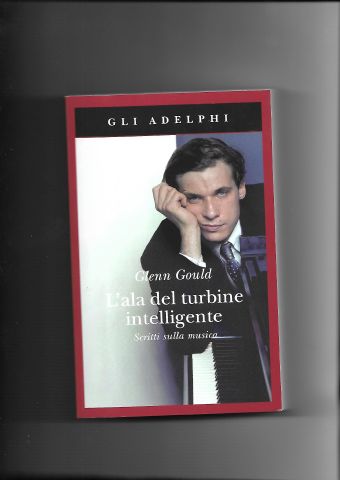 GLI ADELPHI
Glenn Gould
L'ala del turbine
intelligente
Scritti sulla musica